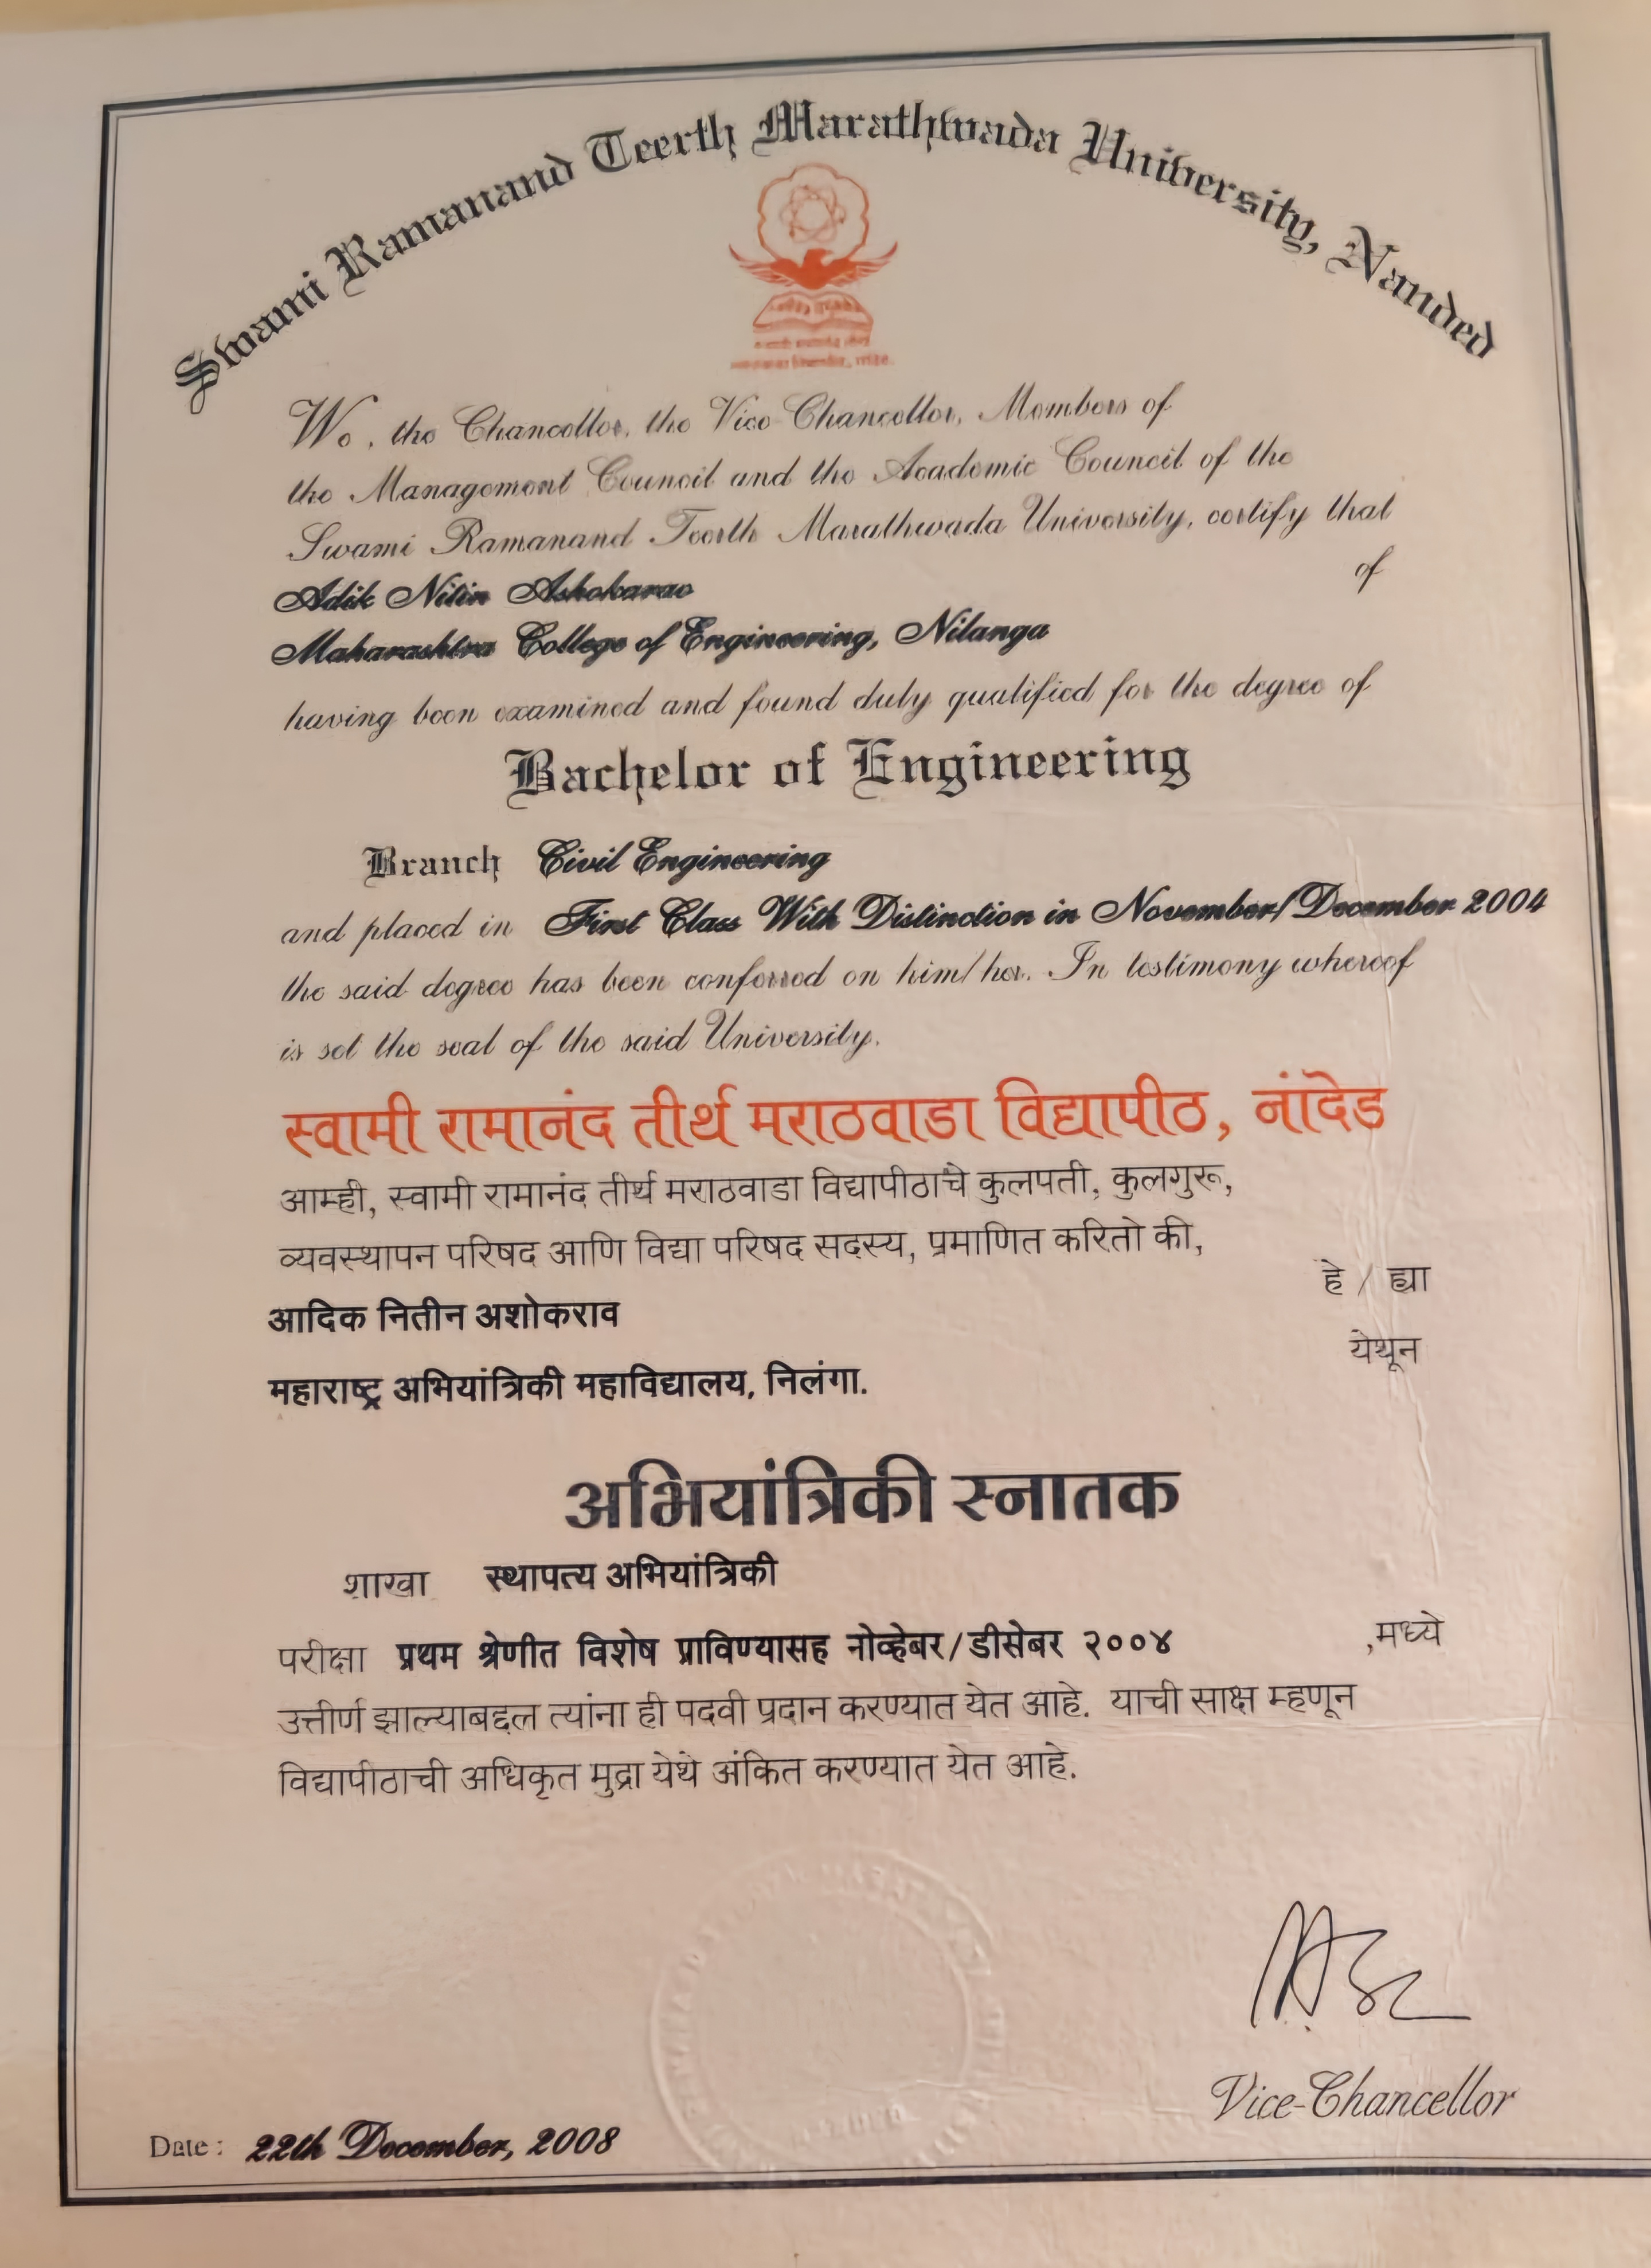 Swami Ramanand Teerth Marathwada University, Nanded
We, the Chancellor, the Vice-Chancellor, Members of
the Management Council and the Academic Council of the
Swami Ramanand Teerth Marathwada University, certify that
Adik Nitin Ashokarao of
Maharashtra College of Engineering, Nilanga
having been examined and found duly qualified for the degree of
Bachelor of Engineering
Branch Civil Engineering
and placed in First Class With Distinction in November/December 2004
the said degree has been conferred on him/her. In testimony whereof
is set the seal of the said University.
स्वामी रामानंद तीर्थ मराठवाडा विद्यापीठ, नांदेड
आम्ही, स्वामी रामानंद तीर्थ मराठवाडा विद्यापीठाचे कुलपती, कुलगुरू,
व्यवस्थापन परिषद आणि विद्या परिषद सदस्य, प्रमाणित करितो की,
आदिक नितीन अशोकराव हे / ह्या
महाराष्ट्र अभियांत्रिकी महाविद्यालय, निलंगा. येथून
अभियांत्रिकी स्नातक
शाखा स्थापत्य अभियांत्रिकी
परीक्षा प्रथम श्रेणीत विशेष प्राविण्यासह नोव्हेबर/डीसेबर २००४ ,मध्ये
उत्तीर्ण झाल्याबद्दल त्यांना ही पदवी प्रदान करण्यात येत आहे. याची साक्ष म्हणून
विद्यापीठाची अधिकृत मुद्रा येथे अंकित करण्यात येत आहे.
Vice-Chancellor
Date : 22th December, 2008